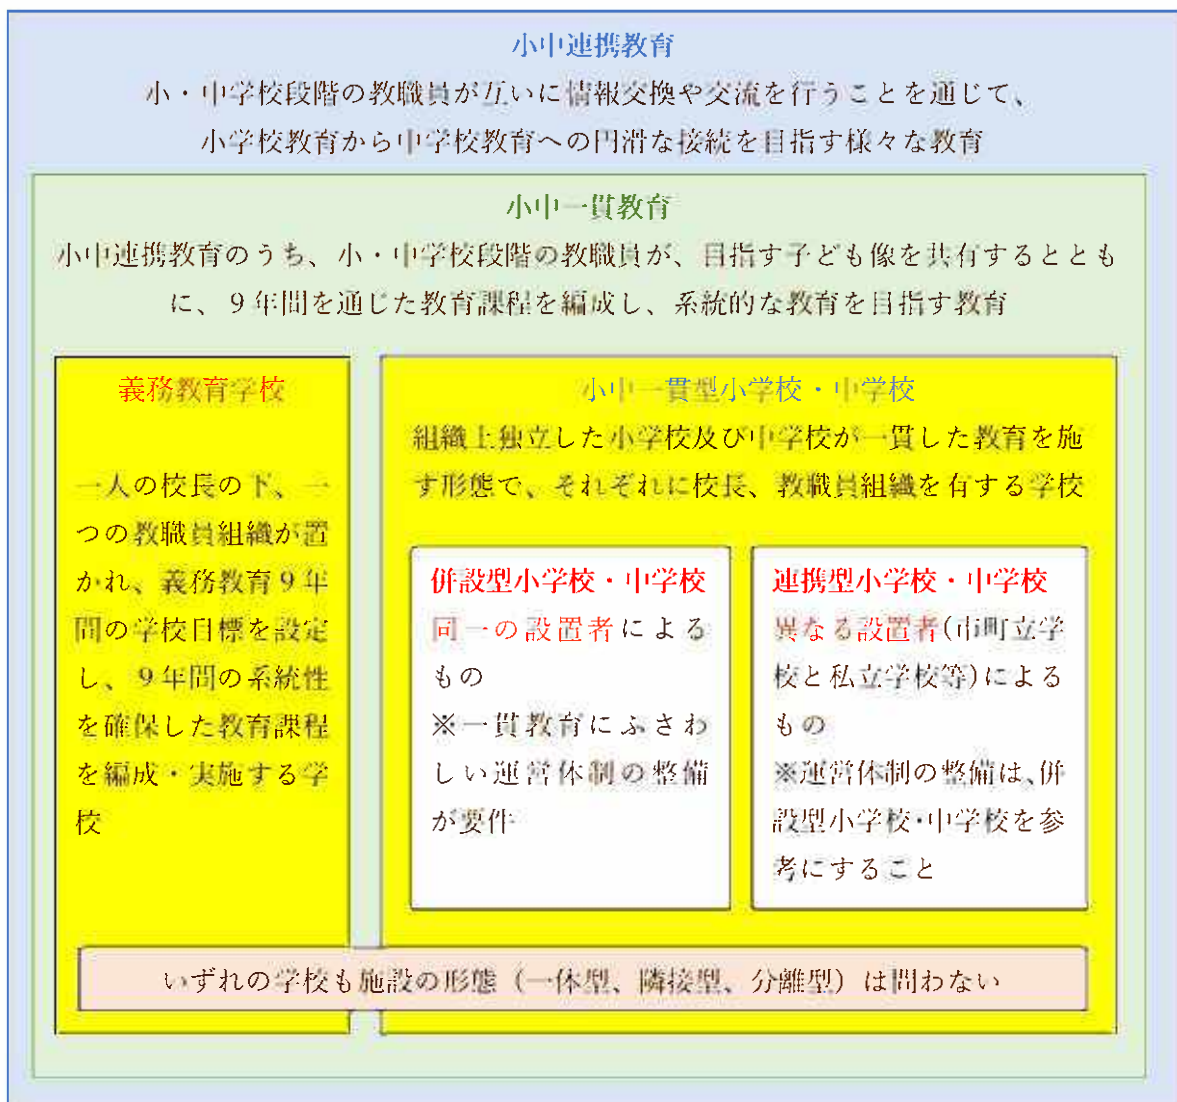 小中連携教育
小・中学校段階の教職員が互いに情報交換や交流を行うことを通じて、
小学校教育から中学校教育への円滑な接続を目指す様々な教育
小中一貫教育
小中連携教育のうち、小・中学校段階の教職員が、目指す子ども像を共有するととも
に、９年間を通じた教育課程を編成し、系統的な教育を目指す教育
義務教育学校
一人の校長の下、一
つの教職員組織が置
かれ、義務教育９年
間の学校目標を設定
し、９年間の系統性
を確保した教育課程
を編成・実施する学
校
小中一貫型小学校・中学校
組織上独立した小学校及び中学校が一貫した教育を施
す形態で、それぞれに校長、教職員組織を有する学校
併設型小学校・中学校
同一の設置者による
もの
※一貫教育にふさわ
しい運営体制の整備
が要件
連携型小学校・中学校
異なる設置者(市町立学
校と私立学校等)による
もの
※運営体制の整備は、併
設型小学校・中学校を参
考にすること
いずれの学校も施設の形態（一体型、隣接型、分離型）は問わない